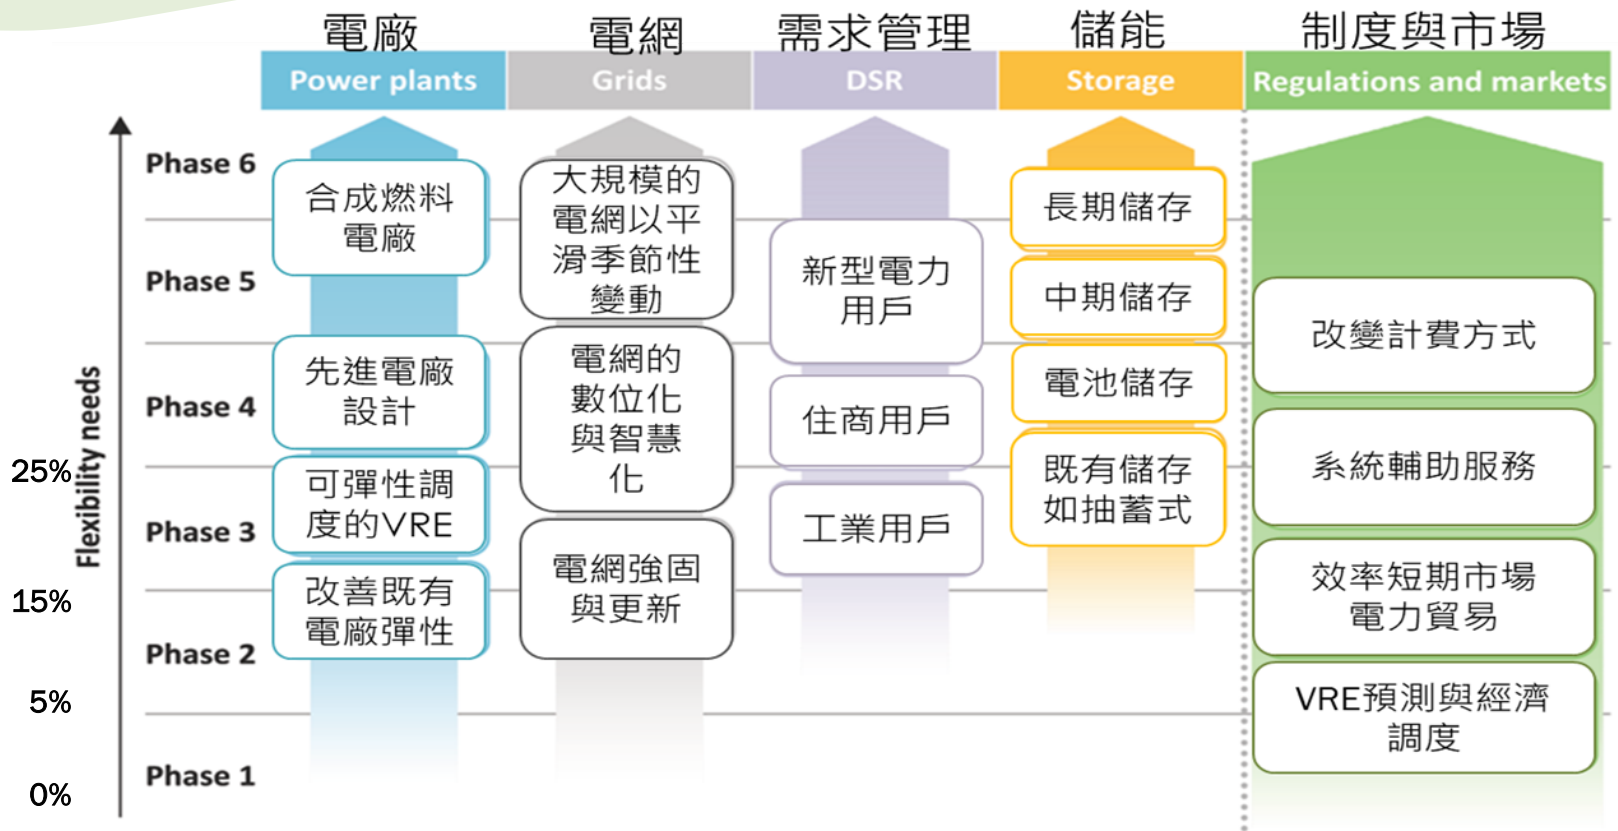 電廠
電網
需求管理
儲能
制度與市場
Power plants
Grids
DSR
Storage
Regulations and markets
Flexibility needs
Phase 6
Phase 5
Phase 4
Phase 3
Phase 2
Phase 1
25%
15%
5%
0%
合成燃料
電廠
先進電廠
設計
可彈性調
度的VRE
改善既有
電廠彈性
大規模的
電網以平
滑季節性
變動
電網的
數位化
與智慧
化
電網強固
與更新
新型電力
用戶
住商用戶
工業用戶
長期儲存
中期儲存
電池儲存
既有儲存
如抽蓄式
改變計費方式
系統輔助服務
效率短期市場
電力貿易
VRE預測與經濟
調度